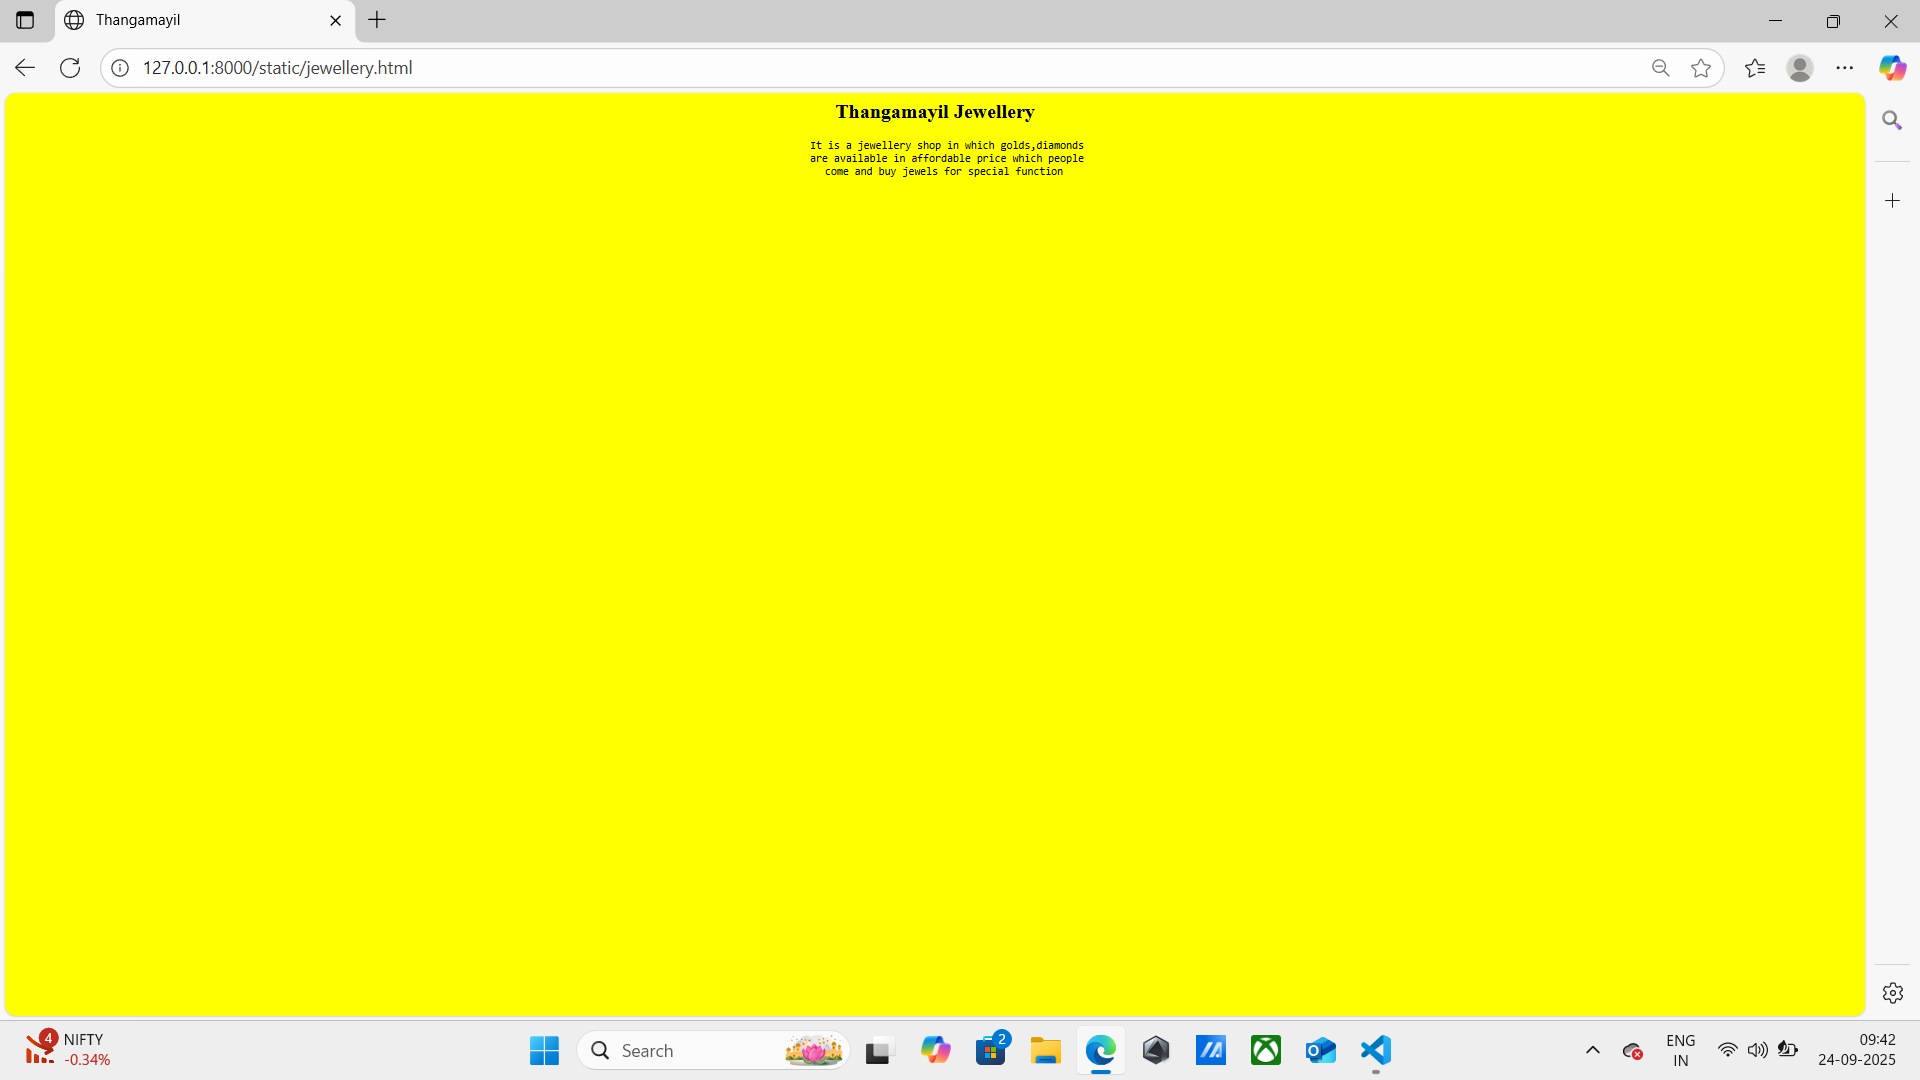 Thangamayil
127.0.0.1:8000/static/jewellery.html
Thangamayil Jewellery
It is a jewellery shop in which golds,diamonds
are available in affordable price which people
come and buy jewels for special function
4
NIFTY
-0.34%
Search
2
ENG
IN
09:42
24-09-2025